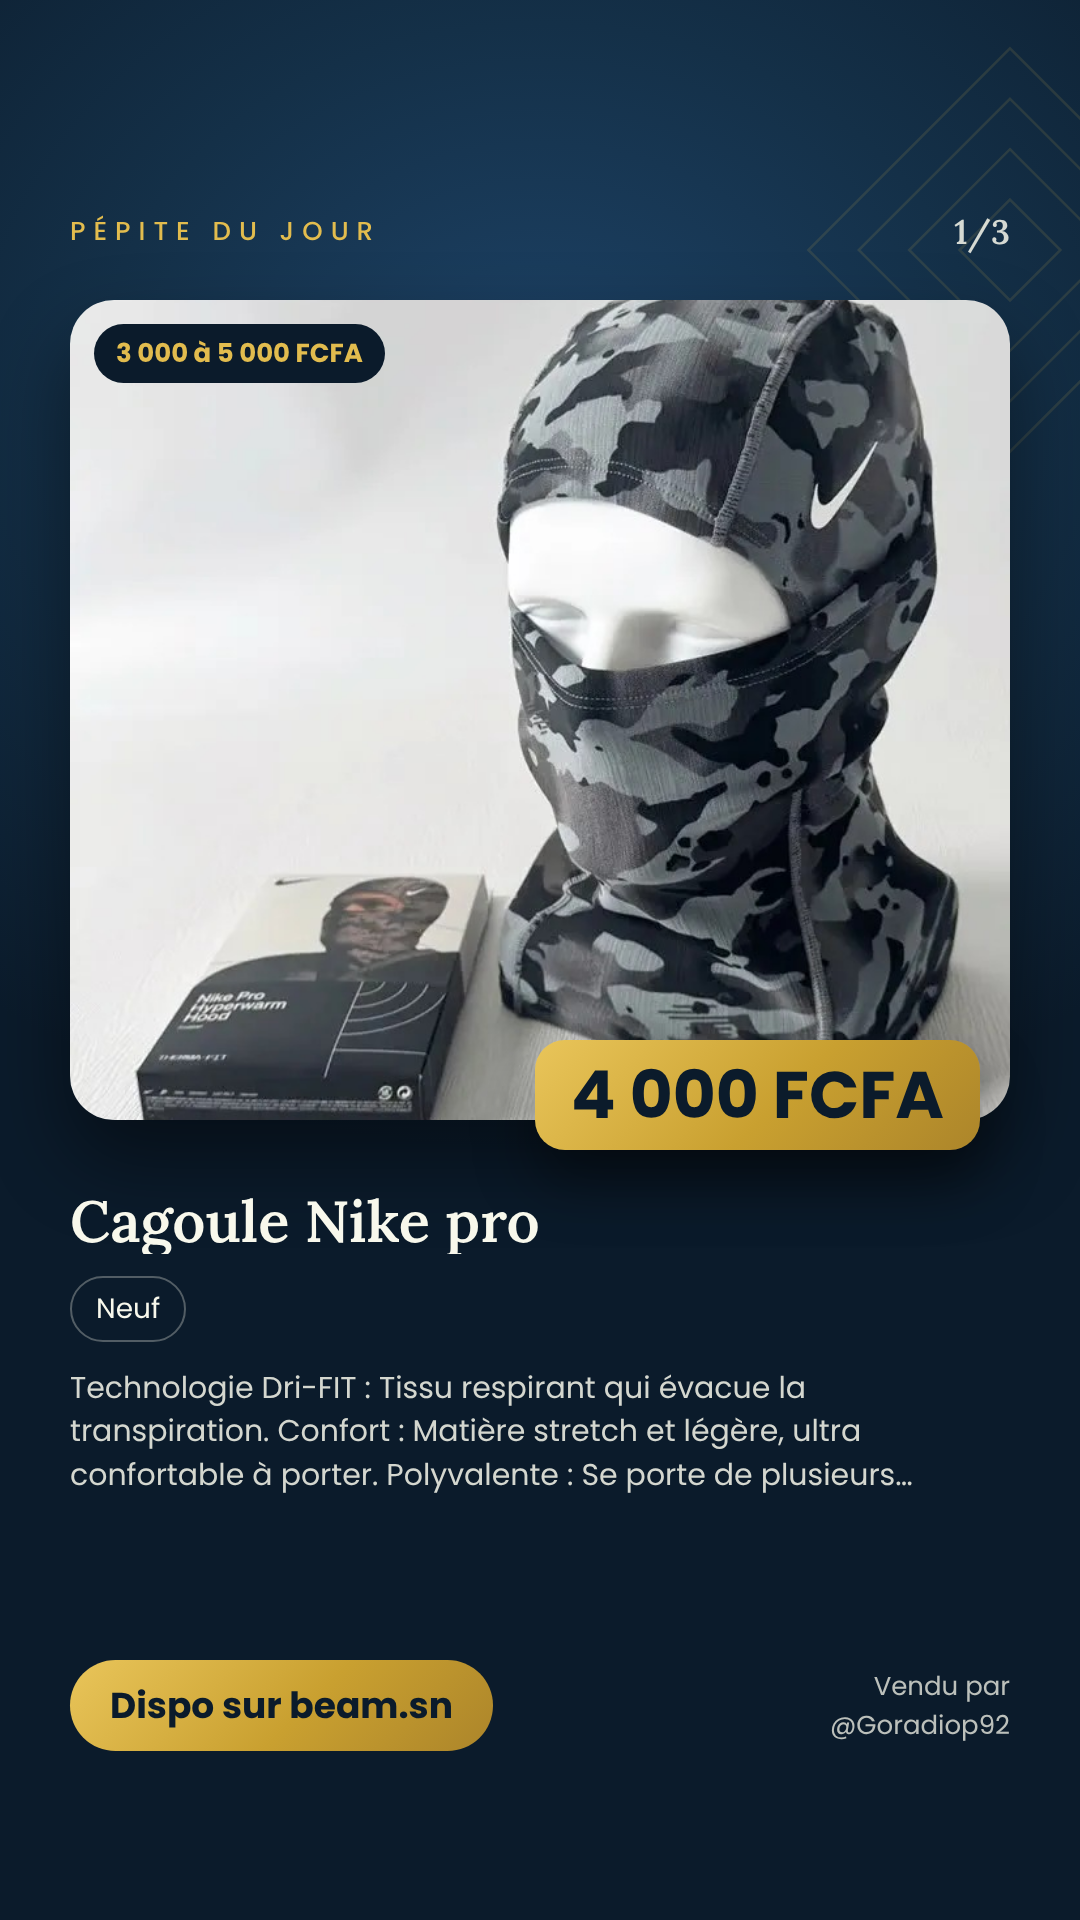 PÉPITE DU JOUR
1/3
3 000 à 5 000 FCFA
Nike Pro
Hyperwarm
Hood
THERMA-FIT
4 000 FCFA
Cagoule Nike pro
Neuf
Technologie Dri-FIT : Tissu respirant qui évacue la
transpiration. Confort : Matière stretch et légère, ultra
confortable à porter. Polyvalente : Se porte de plusieurs...
Dispo sur beam.sn
Vendu par
@Goradiop92